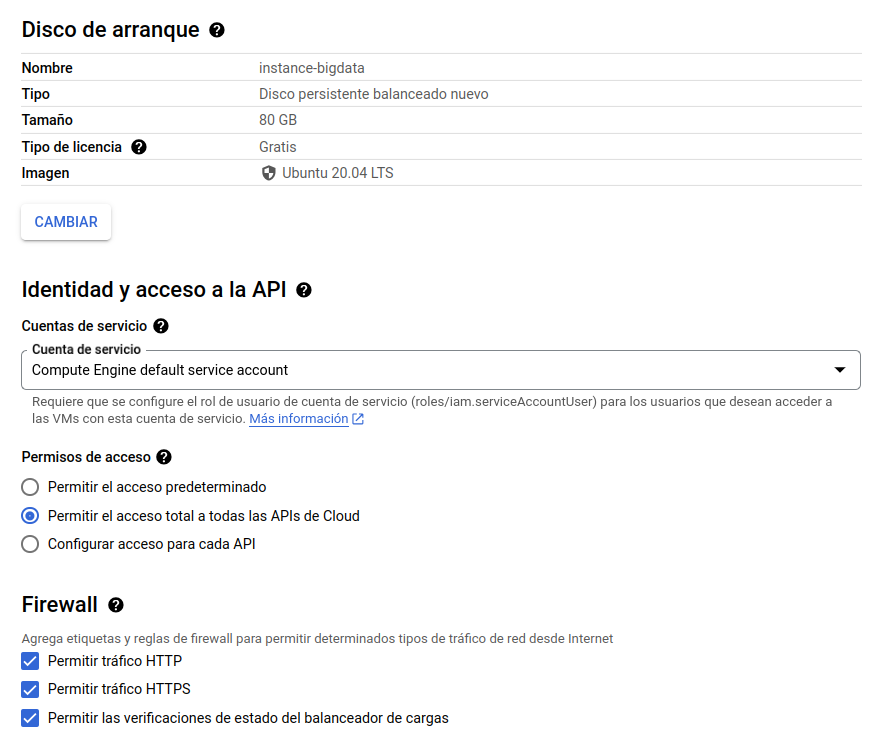 Disco de arranque
Nombre instance-bigdata
Tipo Disco persistente balanceado nuevo
Tamaño 80 GB
Tipo de licencia Gratis
Imagen Ubuntu 20.04 LTS
CAMBIAR
Identidad y acceso a la API
Cuentas de servicio
Cuenta de servicio
Compute Engine default service account
Requiere que se configure el rol de usuario de cuenta de servicio (roles/iam.serviceAccountUser) para los usuarios que desean acceder a
las VMs con esta cuenta de servicio. Más información
Permisos de acceso
Permitir el acceso predeterminado
Permitir el acceso total a todas las APIs de Cloud
Configurar acceso para cada API
Firewall
Agrega etiquetas y reglas de firewall para permitir determinados tipos de tráfico de red desde Internet
Permitir tráfico HTTP
Permitir tráfico HTTPS
Permitir las verificaciones de estado del balanceador de cargas